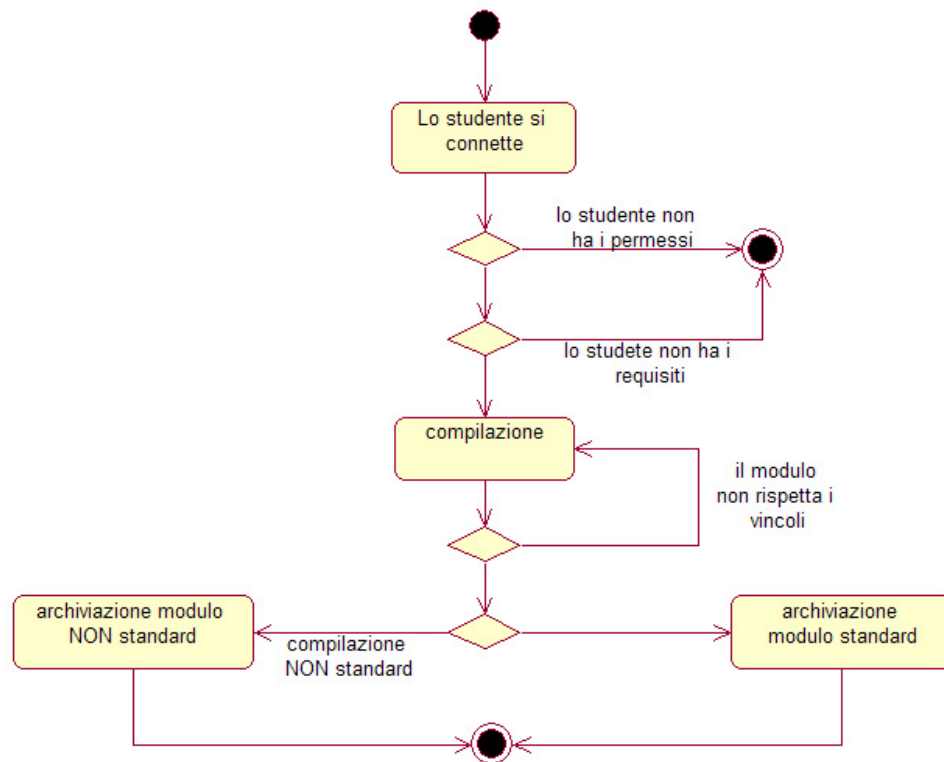 Lo studente si
connette
lo studente non
ha i permessi
lo studete non ha i
requisiti
compilazione
il modulo
non rispetta i
vincoli
archiviazione modulo
NON standard
compilazione
NON standard
archiviazione
modulo standard